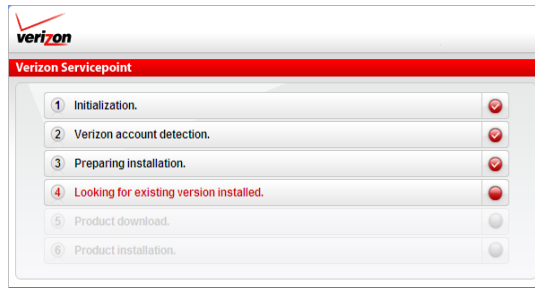 verizon
Verizon Servicepoint
1 Initialization.
2 Verizon account detection.
3 Preparing installation.
4 Looking for existing version installed.
5 Product download.
6 Product installation.